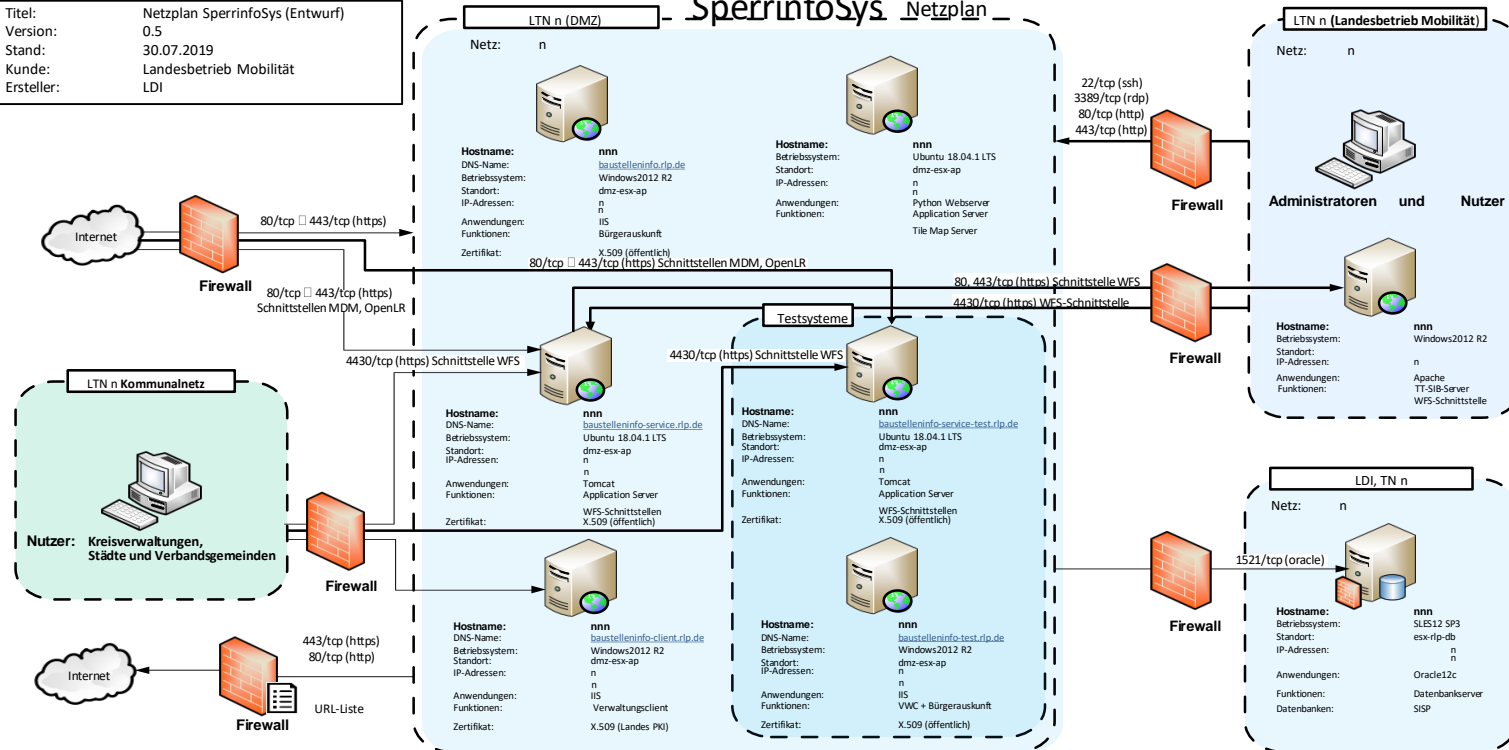 Titel: Netzplan SperrinfoSys (Entwurf)
Version: 0.5
Stand: 30.07.2019
Kunde: Landesbetrieb Mobilität
Ersteller: LDI
SperrinfoSys Netzplan
LTN n (DMZ)
Netz: n
Hostname: nnn
DNS-Name: baustelleninfo.rlp.de
Betriebssystem: Windows2012 R2
Standort: dmz-esx-ap
IP-Adressen: n
n
Anwendungen: IIS
Funktionen: Bürgerauskunft
Zertifikat: X.509 (öffentlich)
Hostname: nnn
Betriebssystem: Ubuntu 18.04.1 LTS
Standort: dmz-esx-ap
IP-Adressen: n
n
Anwendungen: Python Webserver
Funktionen: Application Server
Tile Map Server
22/tcp (ssh)
3389/tcp (rdp)
80/tcp (http)
443/tcp (http)
Firewall
LTN n (Landesbetrieb Mobilität)
Netz: n
Administratoren und Nutzer
Internet
Firewall
80/tcp □ 443/tcp (https)
80/tcp □ 443/tcp (https)
Schnittstellen MDM, OpenLR
80/tcp □ 443/tcp (https) Schnittstellen MDM, OpenLR
80, 443/tcp (https) Schnittstelle WFS
4430/tcp (https) WFS-Schnittstelle
Firewall
Hostname: nnn
Betriebssystem: Windows2012 R2
Standort:
IP-Adressen: n
Anwendungen: Apache
Funktionen: TT-SIB-Server
WFS-Schnittstelle
Testsysteme
4430/tcp (https) Schnittstelle WFS
4430/tcp (https) Schnittstelle WFS
LTN n Kommunalnetz
Nutzer: Kreisverwaltungen,
Städte und Verbandsgemeinden
Firewall
Hostname: nnn
DNS-Name: baustelleninfo-service.rlp.de
Betriebssystem: Ubuntu 18.04.1 LTS
Standort: dmz-esx-ap
IP-Adressen: n
n
Anwendungen: Tomcat
Funktionen: Application Server
WFS-Schnittstellen
Zertifikat: X.509 (öffentlich)
Hostname: nnn
DNS-Name: baustelleninfo-service-test.rlp.de
Betriebssystem: Ubuntu 18.04.1 LTS
Standort: dmz-esx-ap
IP-Adressen: n
n
Anwendungen: Tomcat
Funktionen: Application Server
WFS-Schnittstellen
Zertifikat: X.509 (öffentlich)
LDI, TN n
Netz: n
1521/tcp (oracle)
Firewall
Hostname: nnn
Betriebssystem: SLES12 SP3
Standort: esx-rlp-db
IP-Adressen: n
n
Anwendungen: Oracle12c
Funktionen: Datenbankserver
Datenbanken: SISP
Hostname: nnn
DNS-Name: baustelleninfo-client.rlp.de
Betriebssystem: Windows2012 R2
Standort: dmz-esx-ap
IP-Adressen: n
n
Anwendungen: IIS
Funktionen: Verwaltungsclient
Zertifikat: X.509 (Landes PKI)
Hostname: nnn
DNS-Name: baustelleninfo-test.rlp.de
Betriebssystem: Windows2012 R2
Standort: dmz-esx-ap
IP-Adressen: n
n
Anwendungen: IIS
Funktionen: VWC + Bürgerauskunft
Zertifikat: X.509 (öffentlich)
Internet
443/tcp (https)
80/tcp (http)
URL-Liste
Firewall